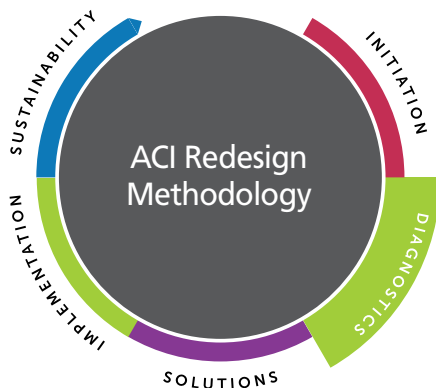 ACI Redesign
Methodology
INITIATION
DIAGNOSTICS
SOLUTIONS
IMPLEMENTATION
SUSTAINABILITY